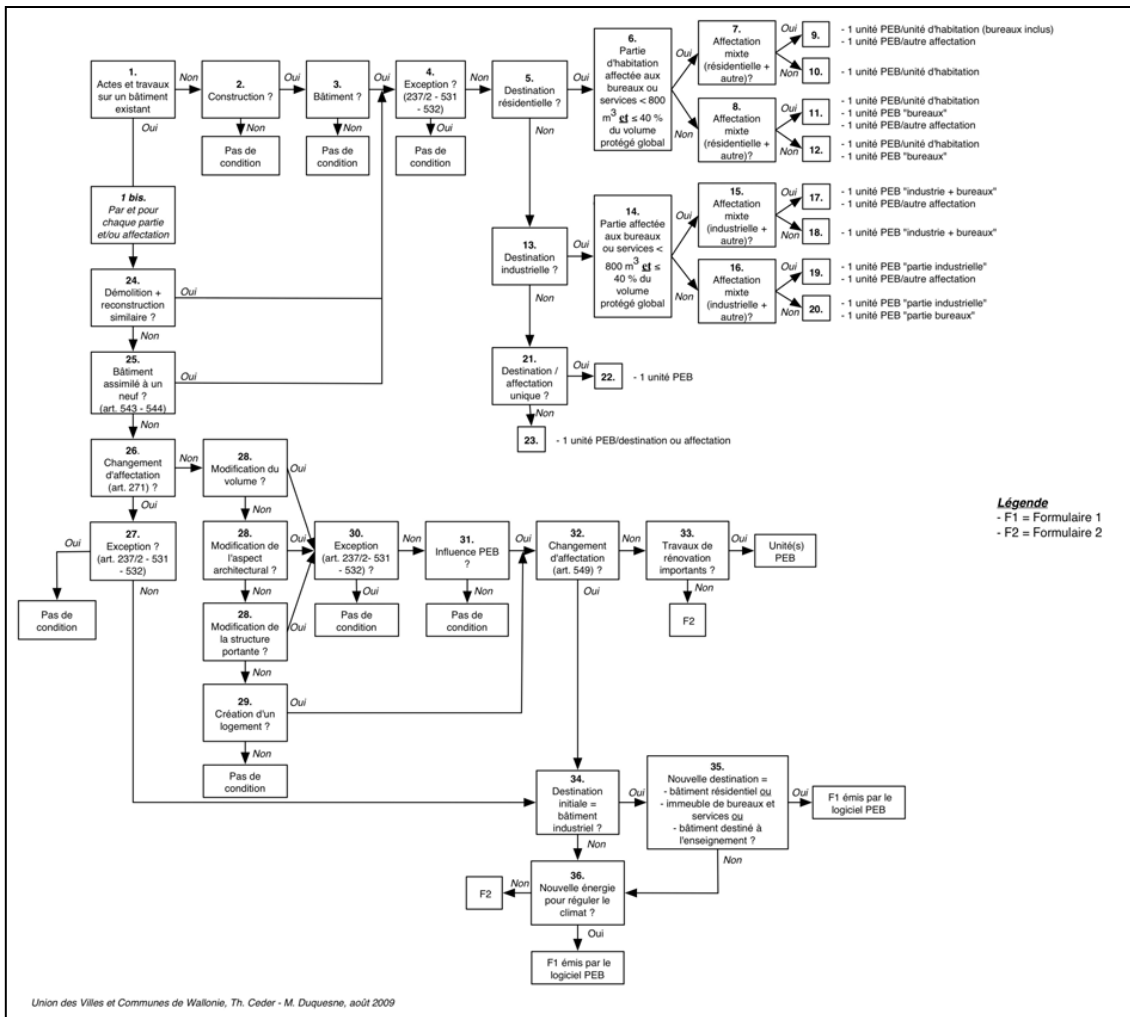 1.
Actes et travaux
sur un bâtiment
existant
Non
Oui
2.
Construction ?
Oui
Non
Pas de
condition
3.
Bâtiment ?
Oui
Non
Pas de
condition
4.
Exception ?
(237/2 - 531
- 532)
Non
Oui
Pas de
condition
5.
Destination
résidentielle ?
Oui
Non
6.
Partie
d'habitation
affectée aux
bureaux ou
services < 800
m3 et ≤ 40 %
du volume
protégé global
Oui
Non
7.
Affectation
mixte
(résidentielle +
autre)?
Oui
Non
8.
Affectation
mixte
(résidentielle +
autre)?
Oui
Non
9.
- 1 unité PEB/unité d'habitation (bureaux inclus)
- 1 unité PEB/autre affectation
10.
- 1 unité PEB/unité d'habitation
11.
- 1 unité PEB/unité d'habitation
- 1 unité PEB "bureaux"
- 1 unité PEB/autre affectation
12.
- 1 unité PEB/unité d'habitation
- 1 unité PEB "bureaux"
1 bis.
Par et pour
chaque partie
et/ou affectation
13.
Destination
industrielle ?
Oui
Non
14.
Partie affectée
aux bureaux
ou services <
800 m3 et ≤
40 % du
volume
protégé global
Oui
Non
15.
Affectation
mixte
(industrielle +
autre)?
Oui
Non
16.
Affectation
mixte
(industrielle +
autre)?
Oui
Non
17.
- 1 unité PEB "industrie + bureaux"
- 1 unité PEB/autre affectation
18.
- 1 unité PEB "industrie + bureaux"
19.
- 1 unité PEB "partie industrielle"
- 1 unité PEB/autre affectation
20.
- 1 unité PEB "partie industrielle"
- 1 unité PEB "partie bureaux"
24.
Démolition +
reconstruction
similaire ?
Oui
Non
21.
Destination /
affectation
unique ?
Oui
Non
22.
- 1 unité PEB
23.
- 1 unité PEB/destination ou affectation
25.
Bâtiment
assimilé à un
neuf ?
(art. 543 - 544)
Oui
Non
26.
Changement
d'affectation
(art. 271) ?
Non
Oui
27.
Exception ?
(art. 237/2 - 531
- 532)
Oui
Non
Pas de
condition
28.
Modification du
volume ?
Oui
Non
28.
Modification de
l'aspect
architectural ?
Oui
Non
28.
Modification de
la structure
portante ?
Oui
Non
29.
Création d'un
logement ?
Oui
Non
Pas de
condition
30.
Exception
(art. 237/2- 531
- 532) ?
Non
Oui
Pas de
condition
31.
Influence PEB
?
Oui
Non
Pas de
condition
32.
Changement
d'affectation
(art. 549) ?
Non
Oui
33.
Travaux de
rénovation
importants ?
Oui
Non
Unité(s)
PEB
F2
Légende
- F1 = Formulaire 1
- F2 = Formulaire 2
34.
Destination
initiale =
bâtiment
industriel ?
Oui
Non
35.
Nouvelle destination =
- bâtiment résidentiel ou
- immeuble de bureaux et
services ou
- bâtiment destiné à
l'enseignement ?
Oui
Non
F1 émis par le
logiciel PEB
36.
Nouvelle énergie
pour réguler le
climat ?
Non
F2
Oui
F1 émis par le
logiciel PEB
Union des Villes et Communes de Wallonie, Th. Ceder - M. Duquesne, août 2009